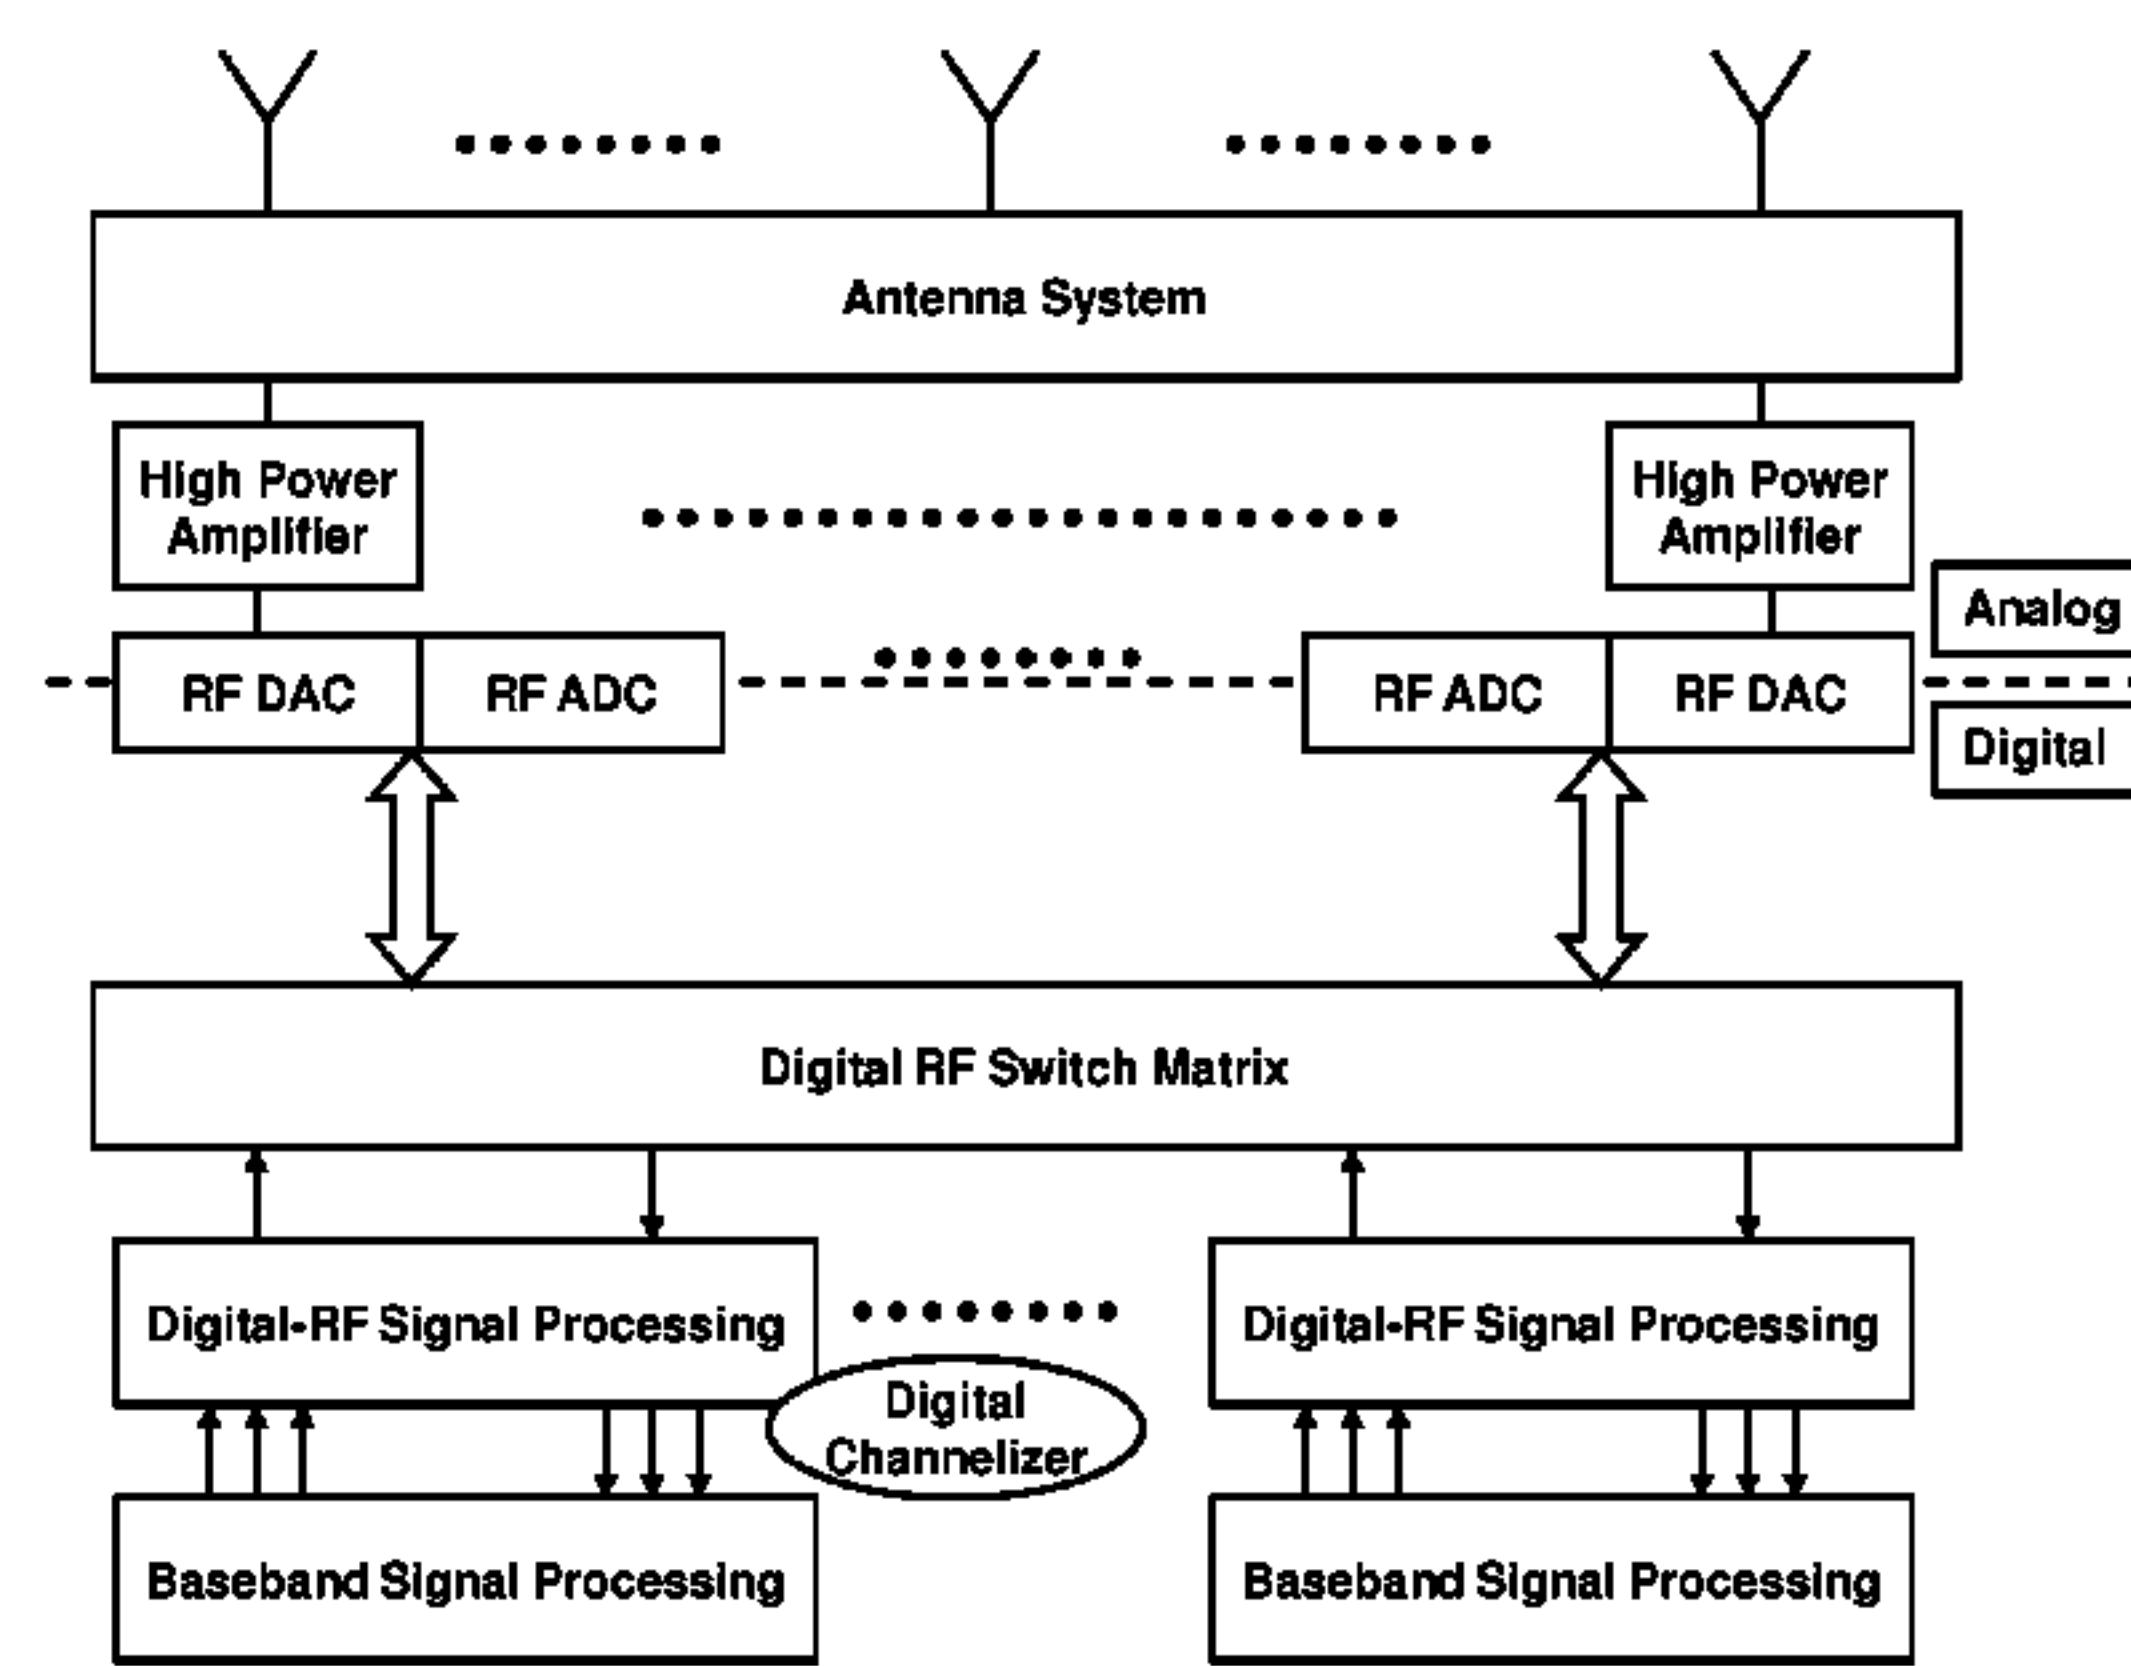 Antenna System
High Power
Amplifier
High Power
Amplifier
Analog
RF DAC
RF ADC
RF ADC
RF DAC
Digital
Digital RF Switch Matrix
Digital-RF Signal Processing
Digital-RF Signal Processing
Digital
Channelizer
Baseband Signal Processing
Baseband Signal Processing